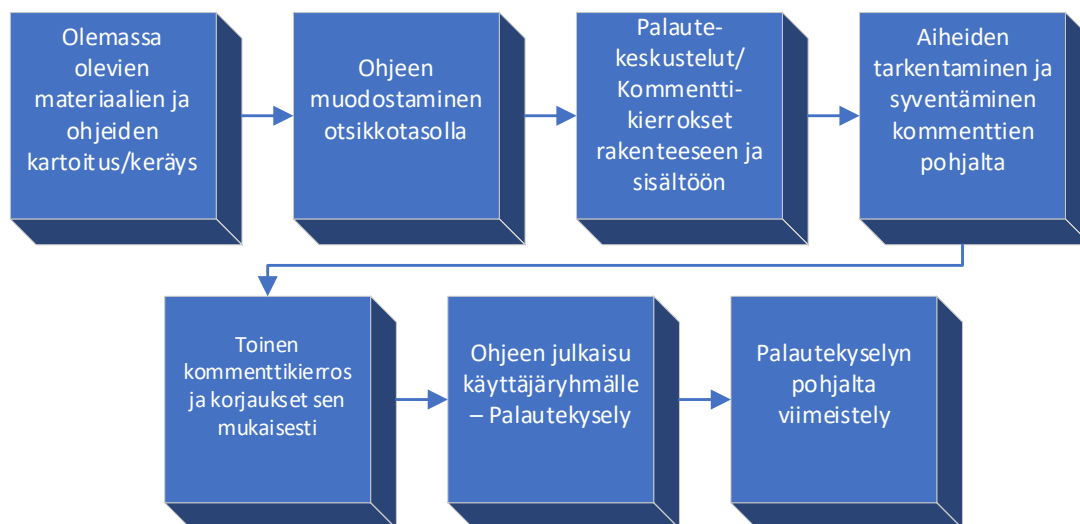 Olemassa
olevien
materiaalien ja
ohjeiden
kartoitus/keräys
Ohjeen
muodostaminen
otsikkotasolla
Palaute-
keskustelut/
Kommentti-
kierrokset
rakenteeseen ja
sisältöön
Aiheiden
tarkentaminen ja
syventäminen
kommenttien
pohjalta
Toinen
kommenttikierros
ja korjaukset sen
mukaisesti
Ohjeen julkaisu
käyttäjäryhmälle
– Palautekysely
Palautekyselyn
pohjalta
viimeistely